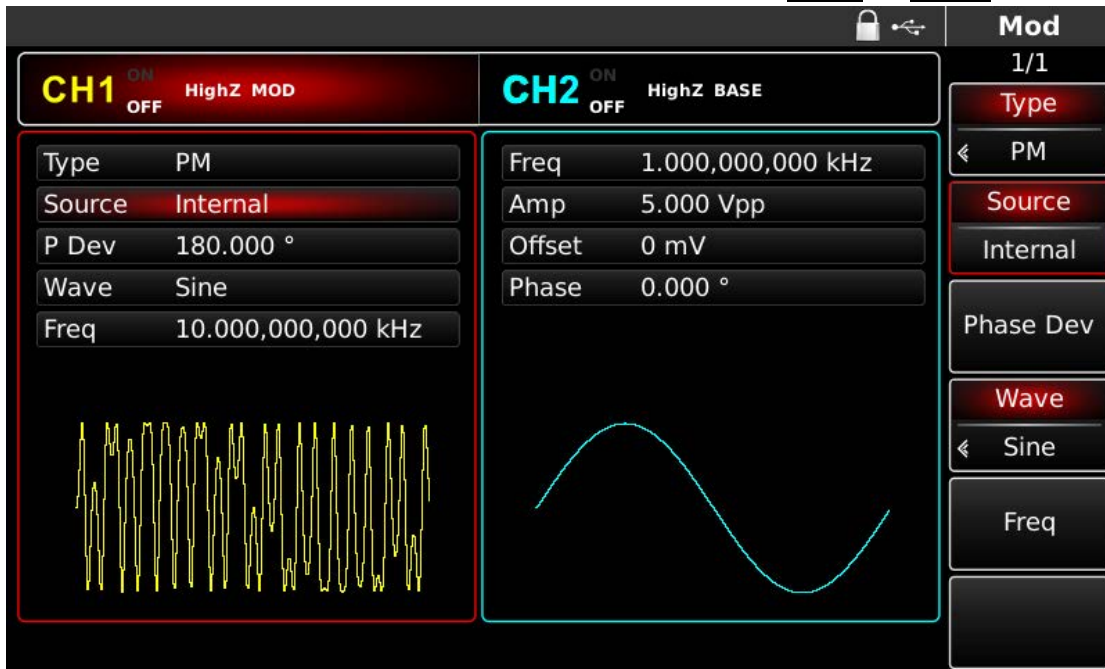 Mod
1/1
CH1 ON OFF HighZ MOD
CH2 ON OFF HighZ BASE
Type PM
Source Internal
P Dev 180.000 °
Wave Sine
Freq 10.000,000,000 kHz
Freq 1.000,000,000 kHz
Amp 5.000 Vpp
Offset 0 mV
Phase 0.000 °
Type
PM
Source
Internal
Phase Dev
Wave
Sine
Freq